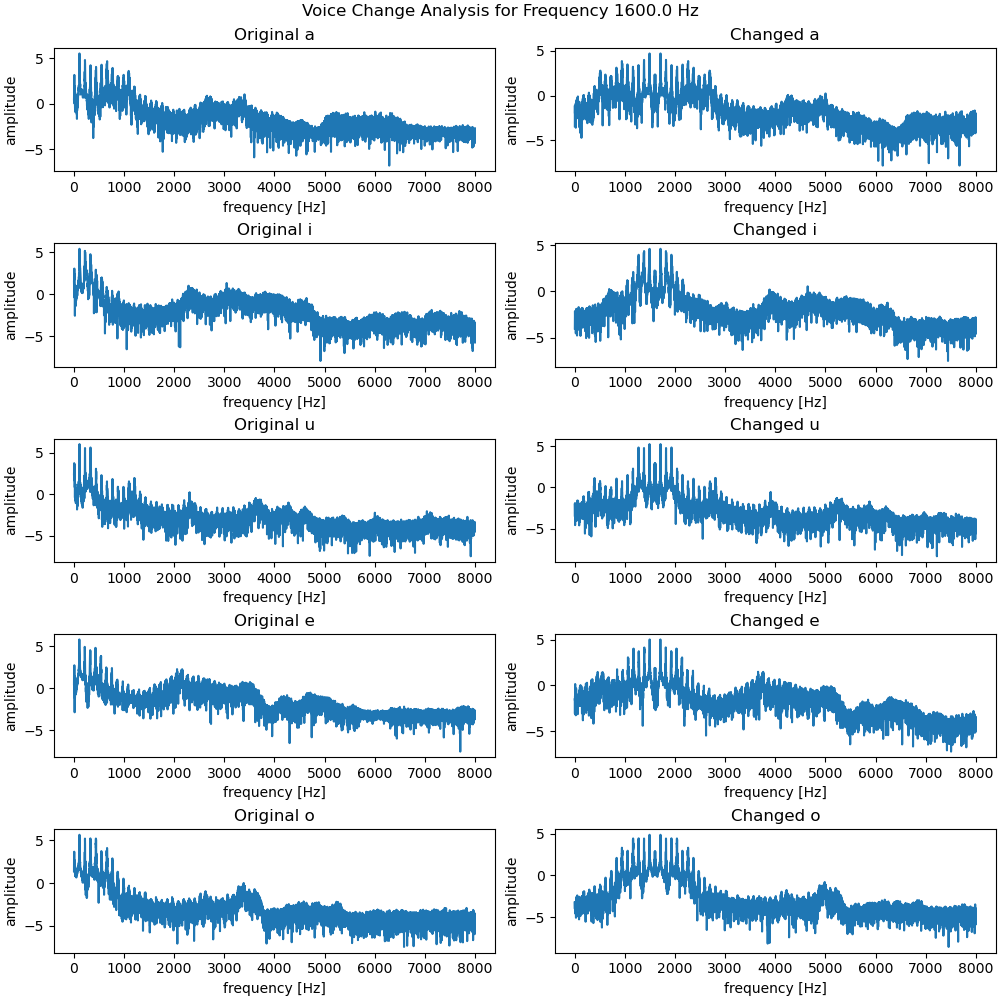 Voice Change Analysis for Frequency 1600.0 Hz
Original a
Changed a
amplitude
5
0
−5
0 1000 2000 3000 4000 5000 6000 7000 8000
frequency [Hz]
amplitude
5
0
−5
0 1000 2000 3000 4000 5000 6000 7000 8000
frequency [Hz]
Original i
Changed i
amplitude
5
0
−5
0 1000 2000 3000 4000 5000 6000 7000 8000
frequency [Hz]
amplitude
5
0
−5
0 1000 2000 3000 4000 5000 6000 7000 8000
frequency [Hz]
Original u
Changed u
amplitude
5
0
−5
0 1000 2000 3000 4000 5000 6000 7000 8000
frequency [Hz]
amplitude
5
0
−5
0 1000 2000 3000 4000 5000 6000 7000 8000
frequency [Hz]
Original e
Changed e
amplitude
5
0
−5
0 1000 2000 3000 4000 5000 6000 7000 8000
frequency [Hz]
amplitude
5
0
−5
0 1000 2000 3000 4000 5000 6000 7000 8000
frequency [Hz]
Original o
Changed o
amplitude
5
0
−5
0 1000 2000 3000 4000 5000 6000 7000 8000
frequency [Hz]
amplitude
5
0
−5
0 1000 2000 3000 4000 5000 6000 7000 8000
frequency [Hz]